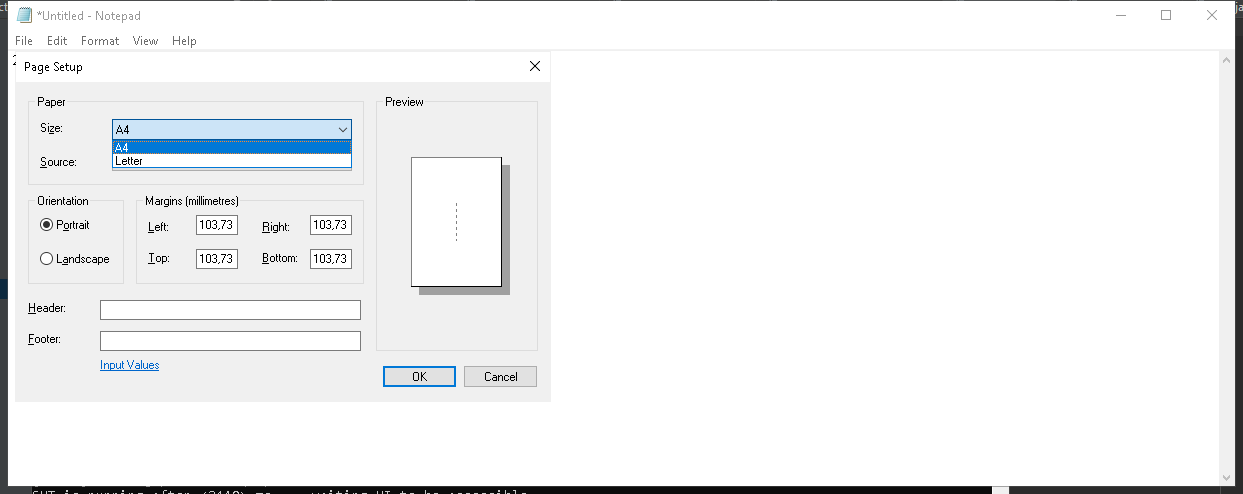 *Untitled - Notepad
File Edit Format View Help
Page Setup
Paper
Size:
A4
A4
Letter
Source:
Orientation
Portrait
Landscape
Margins (millimetres)
Left: 103,73 Right: 103,73
Top: 103,73 Bottom: 103,73
Header:
Footer:
Input Values
Preview
OK Cancel